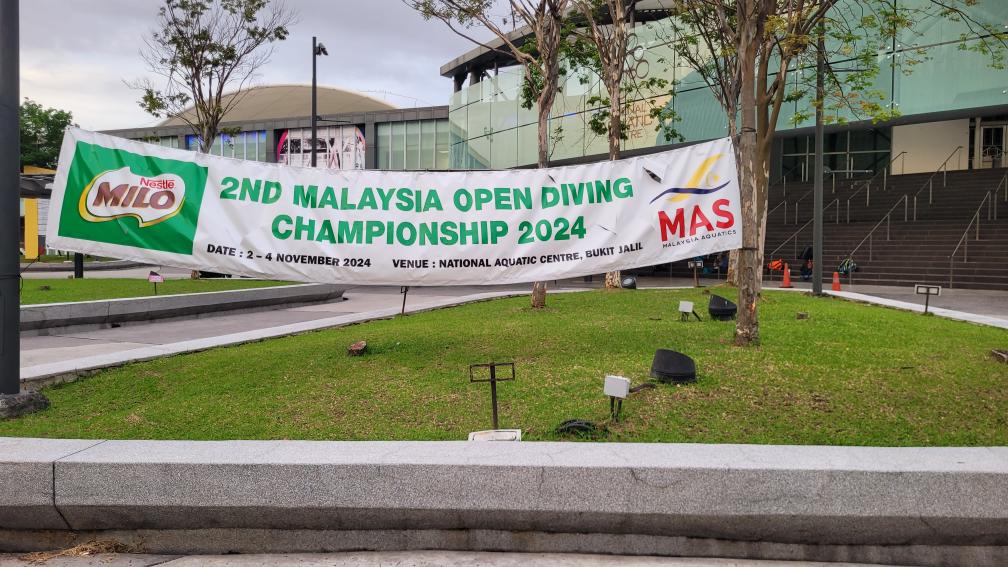 Nestle
MILO
2ND MALAYSIA OPEN DIVING
CHAMPIONSHIP 2024
DATE : 2 - 4 NOVEMBER 2024 VENUE : NATIONAL AQUATIC CENTRE, BUKIT JALIL
MAS
MALAYSIA AQUATICS